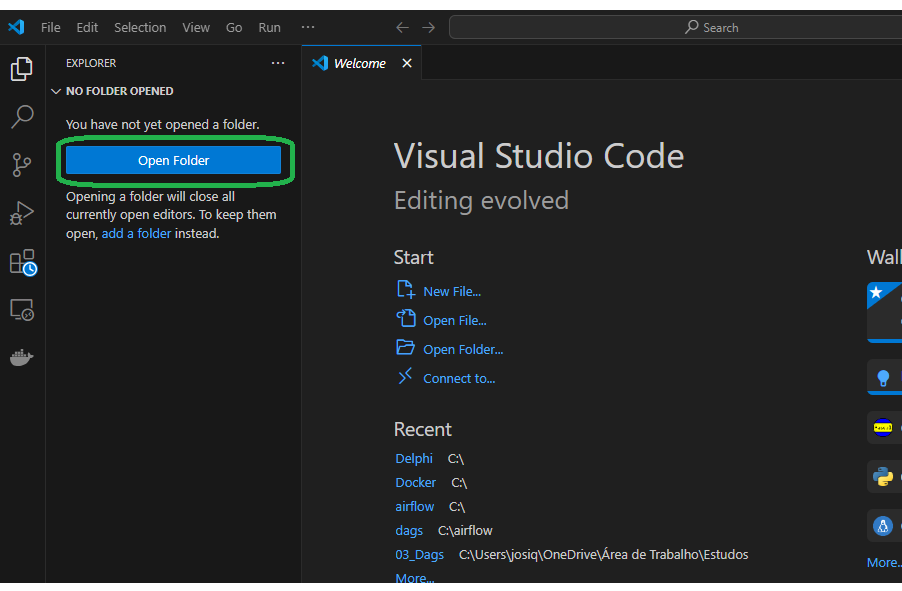 File Edit Selection View Go Run ···
Search
EXPLORER ···
Welcome
NO FOLDER OPENED
You have not yet opened a folder.
Open Folder
Opening a folder will close all
currently open editors. To keep them
open, add a folder instead.
Visual Studio Code
Editing evolved
Start
New File...
Open File...
Open Folder...
Connect to...
Recent
Delphi C:\
Docker C:\
airflow C:\
dags C:\airflow
03_Dags C:\Users\josiq\OneDrive\Área de Trabalho\Estudos
More...
More..